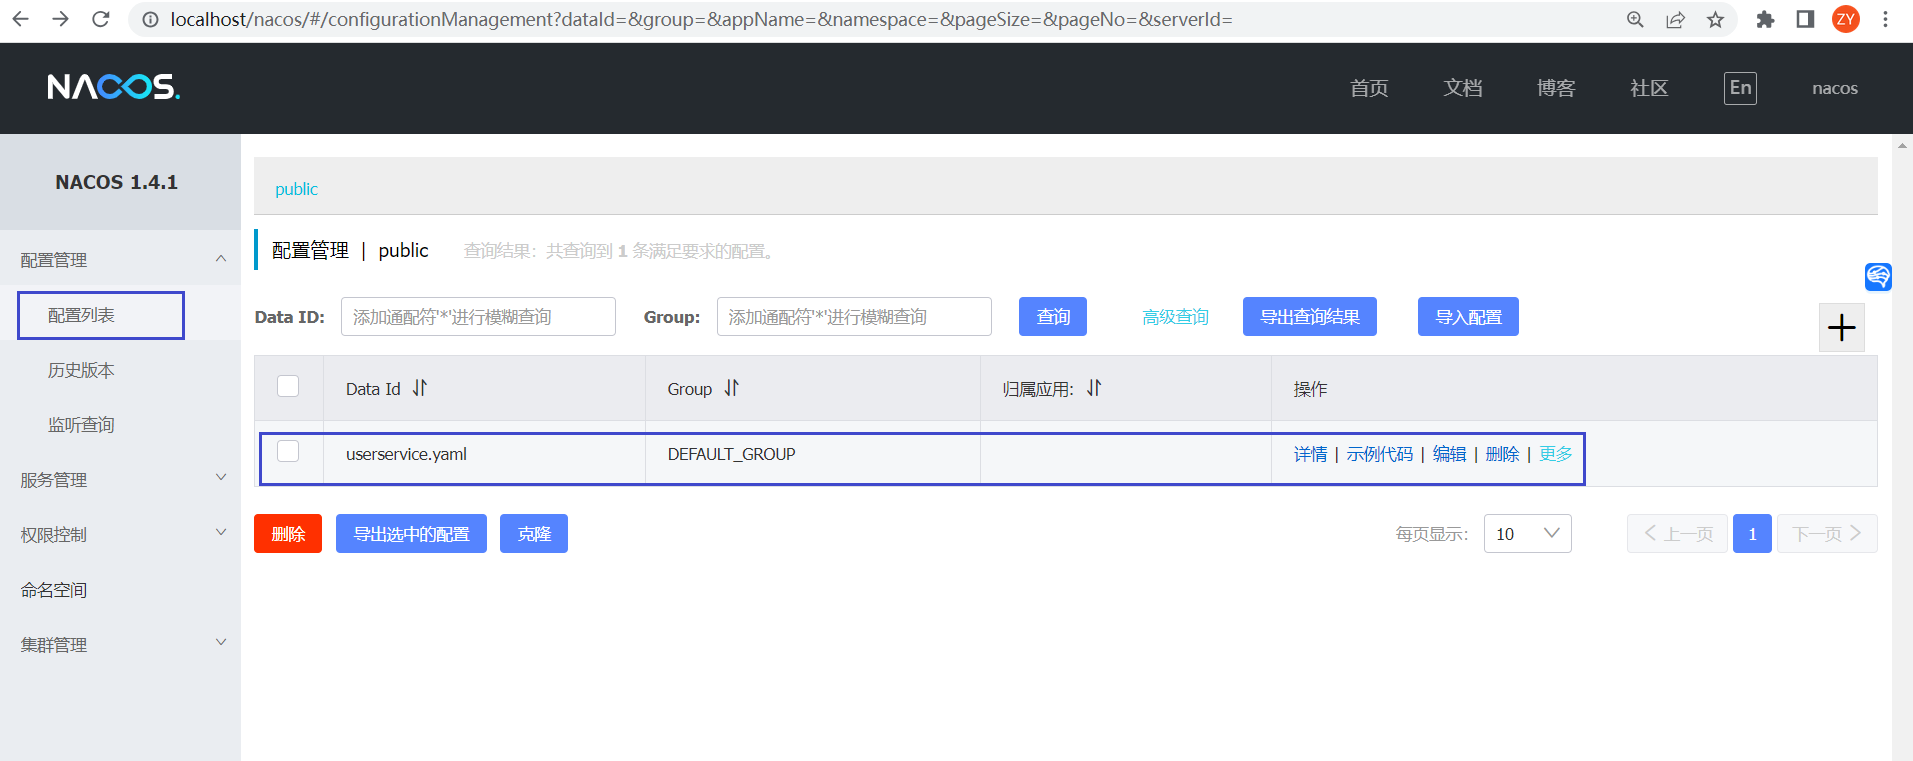 localhost/nacos/#/configurationManagement?dataId=&group=&appName=&namespace=&pageSize=&pageNo=&serverId=
ZY
NACOS.
首页 文档 博客 社区 En nacos
NACOS 1.4.1
配置管理
配置列表
历史版本
监听查询
服务管理
权限控制
命名空间
集群管理
public
配置管理 | public 查询结果：共查询到 1 条满足要求的配置。
Data ID: 添加通配符'*'进行模糊查询 Group: 添加通配符'*'进行模糊查询 查询 高级查询 导出查询结果 导入配置
Data Id Group 归属应用: 操作
userservice.yaml DEFAULT_GROUP 详情 | 示例代码 | 编辑 | 删除 | 更多
删除 导出选中的配置 克隆 每页显示： 10 上一页 1 下一页